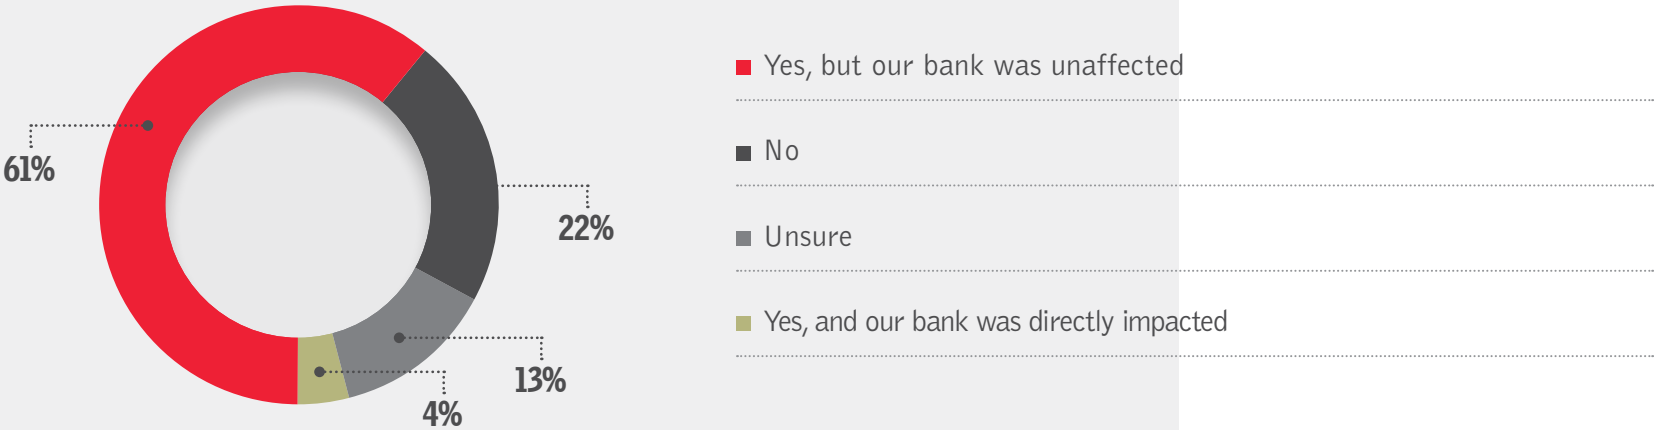 61%
22%
13%
4%
Yes, but our bank was unaffected
No
Unsure
Yes, and our bank was directly impacted